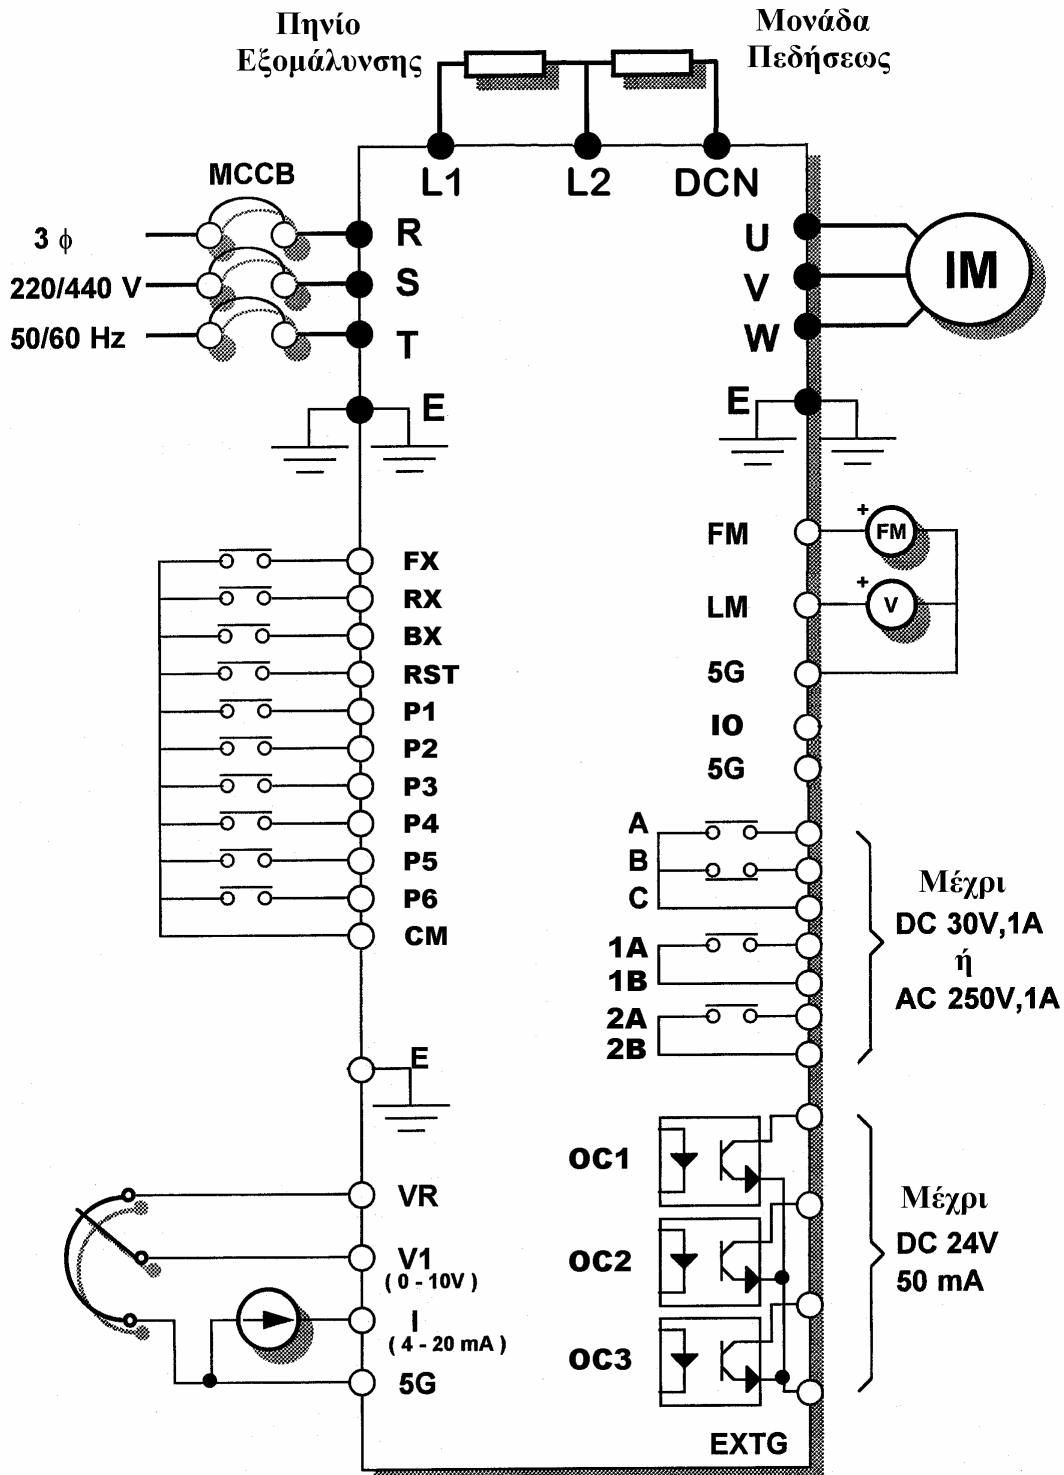 Πηνίο
Εξομάλυνσης
Μονάδα
Πεδήσεως
L1
L2
DCN
MCCB
3 ϕ
220/440 V
50/60 Hz
R
S
T
E
U
V
W
IM
E
FX
RX
BX
RST
P1
P2
P3
P4
P5
P6
CM
E
VR
V1
( 0 - 10V )
I
( 4 - 20 mA )
5G
FM
+
FM
LM
+
V
5G
IO
5G
A
B
C
1A
1B
2A
2B
Μέχρι
DC 30V,1A
ή
AC 250V,1A
OC1
OC2
OC3
Μέχρι
DC 24V
50 mA
EXTG